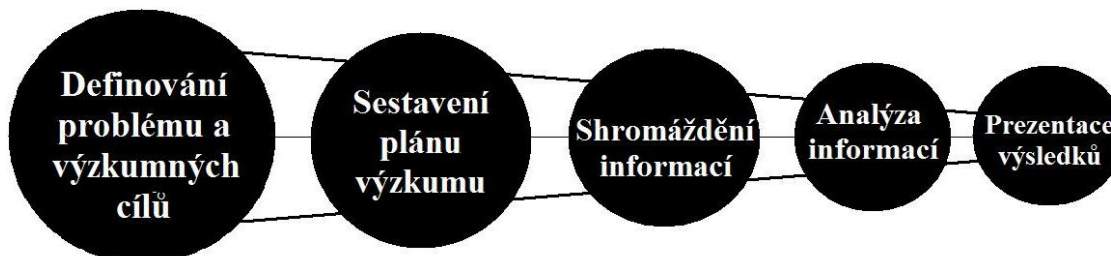 Definování
problému a
výzkumných
cílů
Sestavení
plánu
výzkumu
Shromáždění
informací
Analýza
informací
Prezentace
výsledků